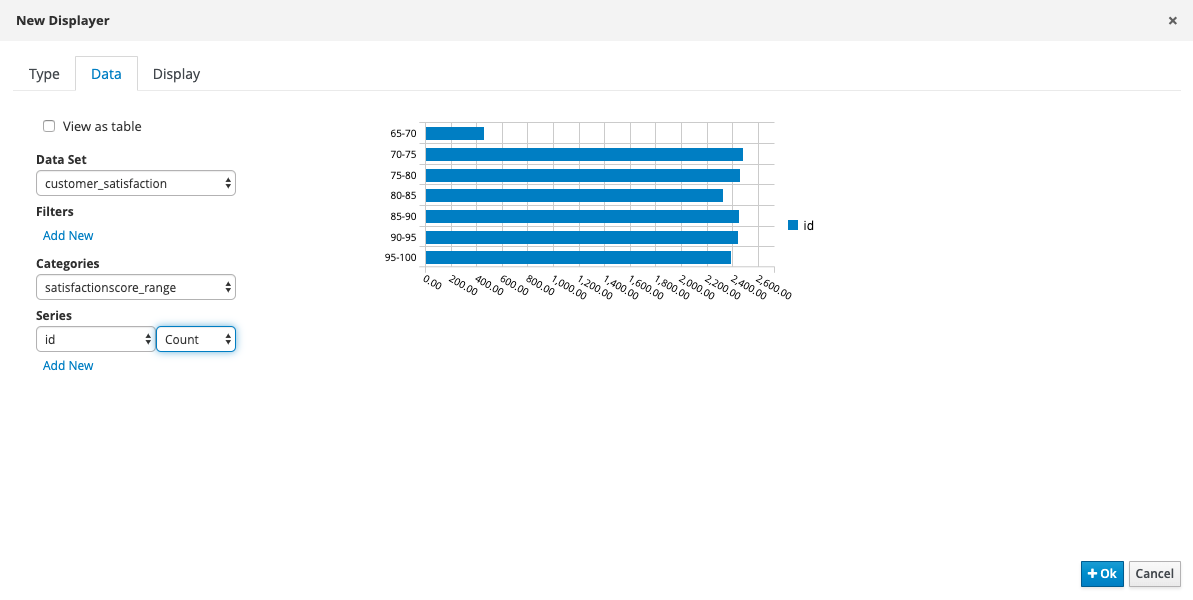 New Displayer ×
Type Data Display
View as table
Data Set
customer_satisfaction
Filters
Add New
Categories
satisfactionscore_range
Series
id Count
Add New
65-70
70-75
75-80
80-85
85-90
90-95
95-100
0.00 200.00 400.00 600.00 800.00 1,000.00 1,200.00 1,400.00 1,600.00 1,800.00 2,000.00 2,200.00 2,400.00 2,600.00
id
+ Ok Cancel